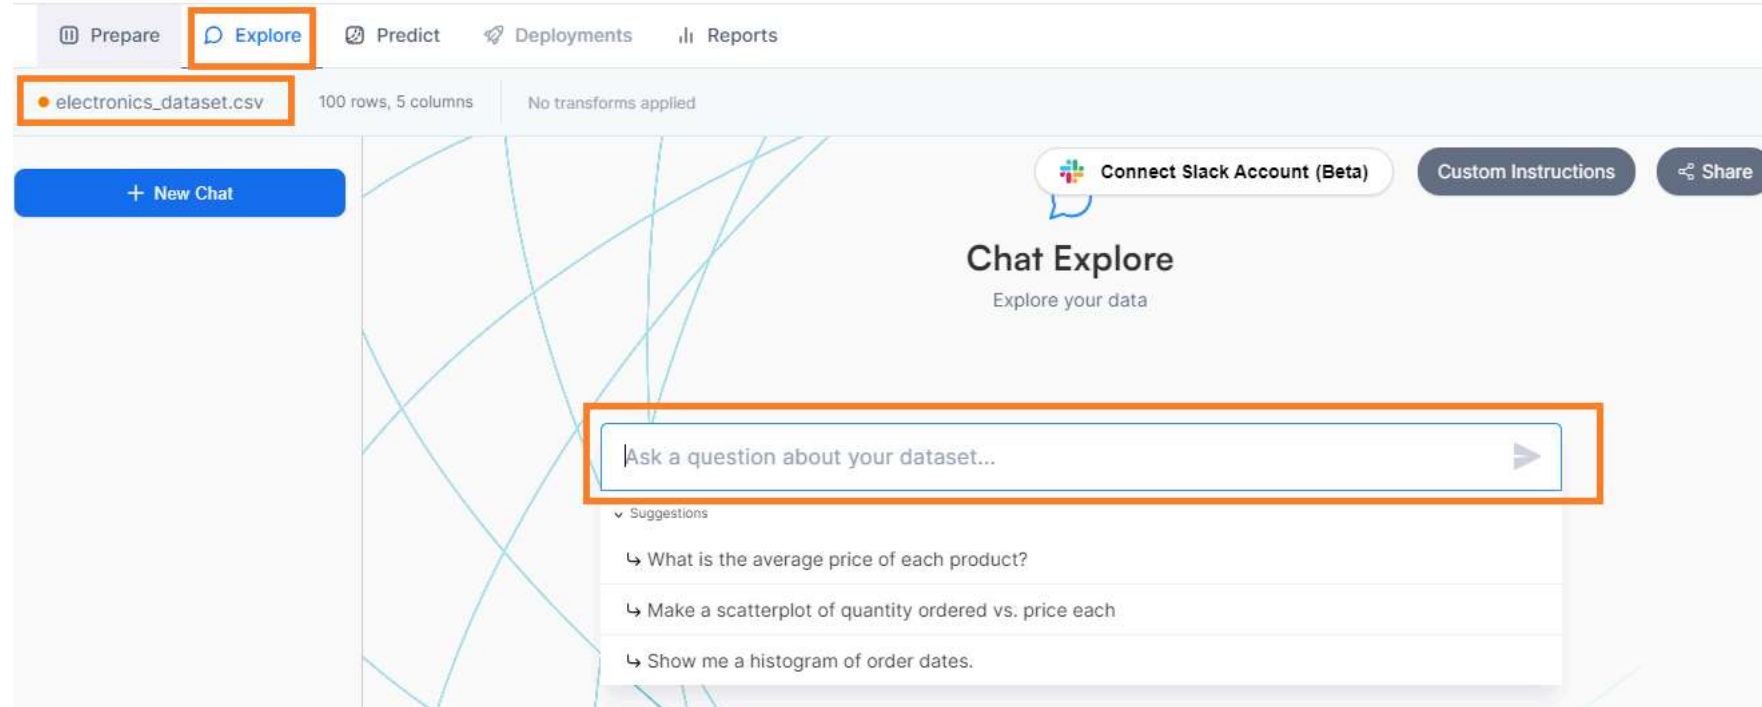 Prepare Explore Predict Deployments Reports
electronics_dataset.csv 100 rows, 5 columns No transforms applied
+ New Chat
Connect Slack Account (Beta) Custom Instructions Share
Chat Explore
Explore your data
Ask a question about your dataset...
Suggestions
What is the average price of each product?
Make a scatterplot of quantity ordered vs. price each
Show me a histogram of order dates.